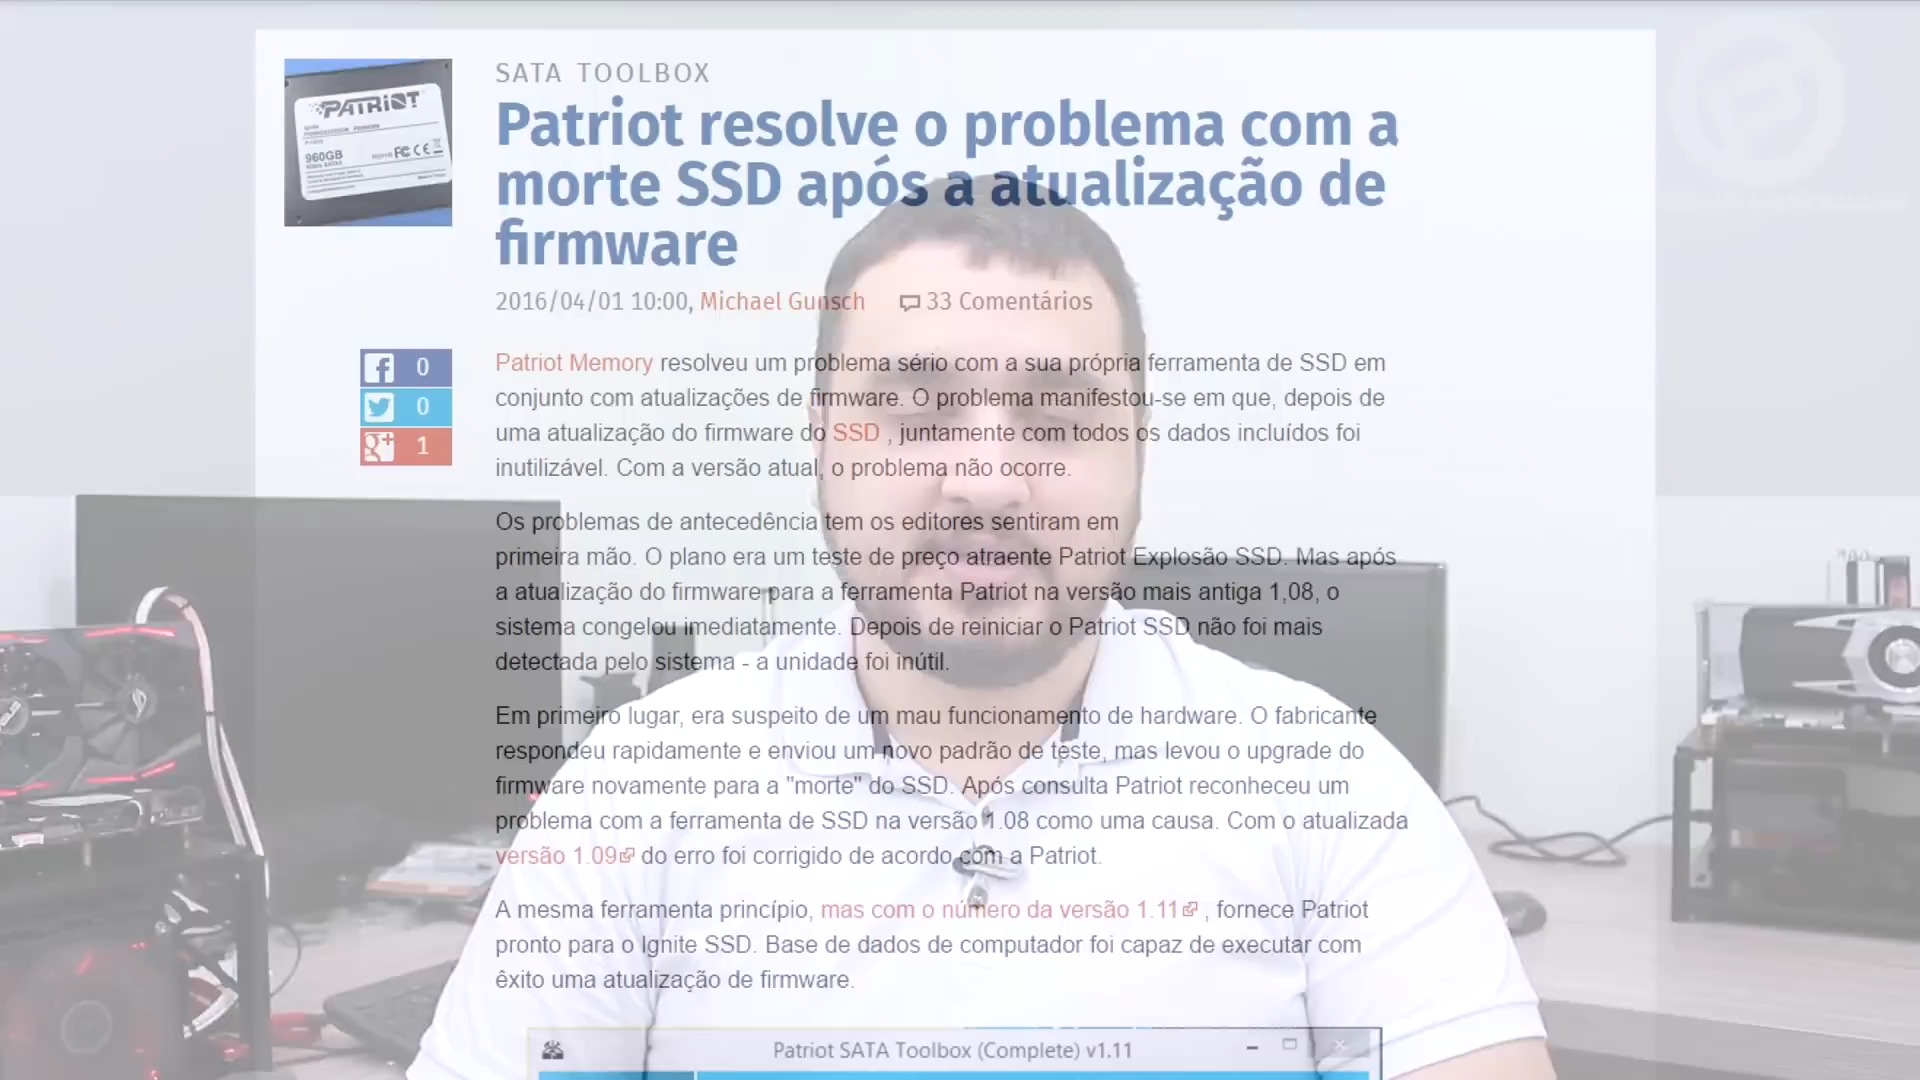 PATRIOT
960GB
SATA TOOLBOX
Patriot resolve o problema com a
morte SSD após a atualização de
firmware
2016/04/01 10:00, Michael Gunsch 33 Comentários
0
0
1
Patriot Memory resolveu um problema sério com a sua própria ferramenta de SSD em
conjunto com atualizações de firmware. O problema manifestou-se em que, depois de
uma atualização do firmware do SSD , juntamente com todos os dados incluídos foi
inutilizável. Com a versão atual, o problema não ocorre.
Os problemas de antecedência tem os editores sentiram em
primeira mão. O plano era um teste de preço atraente Patriot Explosão SSD. Mas após
a atualização do firmware para a ferramenta Patriot na versão mais antiga 1,08, o
sistema congelou imediatamente. Depois de reiniciar o Patriot SSD não foi mais
detectada pelo sistema - a unidade foi inútil.
Em primeiro lugar, era suspeito de um mau funcionamento de hardware. O fabricante
respondeu rapidamente e enviou um novo padrão de teste, mas levou o upgrade do
firmware novamente para a "morte" do SSD. Após consulta Patriot reconheceu um
problema com a ferramenta de SSD na versão 1.08 como uma causa. Com o atualizada
versão 1.09 do erro foi corrigido de acordo com a Patriot.
A mesma ferramenta princípio, mas com o número da versão 1.11 , fornece Patriot
pronto para o Ignite SSD. Base de dados de computador foi capaz de executar com
êxito uma atualização de firmware.
Patriot SATA Toolbox (Complete) v1.11